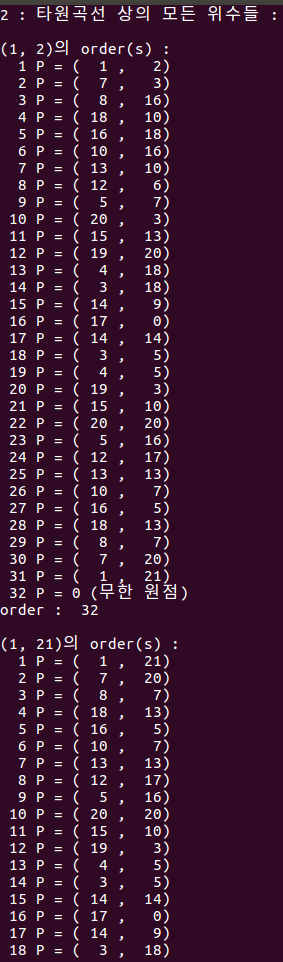 2 : 타원곡선 상의 모든 위수들 :
(1, 2)의 order(s) :
1 P = ( 1 , 2)
2 P = ( 7 , 3)
3 P = ( 8 , 16)
4 P = ( 18 , 10)
5 P = ( 16 , 18)
6 P = ( 10 , 16)
7 P = ( 13 , 10)
8 P = ( 12 , 6)
9 P = ( 5 , 7)
10 P = ( 20 , 3)
11 P = ( 15 , 13)
12 P = ( 19 , 20)
13 P = ( 4 , 18)
14 P = ( 3 , 18)
15 P = ( 14 , 9)
16 P = ( 17 , 0)
17 P = ( 14 , 14)
18 P = ( 3 , 5)
19 P = ( 4 , 5)
20 P = ( 19 , 3)
21 P = ( 15 , 10)
22 P = ( 20 , 20)
23 P = ( 5 , 16)
24 P = ( 12 , 17)
25 P = ( 13 , 13)
26 P = ( 10 , 7)
27 P = ( 16 , 5)
28 P = ( 18 , 13)
29 P = ( 8 , 7)
30 P = ( 7 , 20)
31 P = ( 1 , 21)
32 P = 0 (무한 원점)
order : 32
(1, 21)의 order(s) :
1 P = ( 1 , 21)
2 P = ( 7 , 20)
3 P = ( 8 , 7)
4 P = ( 18 , 13)
5 P = ( 16 , 5)
6 P = ( 10 , 7)
7 P = ( 13 , 13)
8 P = ( 12 , 17)
9 P = ( 5 , 16)
10 P = ( 20 , 20)
11 P = ( 15 , 10)
12 P = ( 19 , 3)
13 P = ( 4 , 5)
14 P = ( 3 , 5)
15 P = ( 14 , 14)
16 P = ( 17 , 0)
17 P = ( 14 , 9)
18 P = ( 3 , 18)